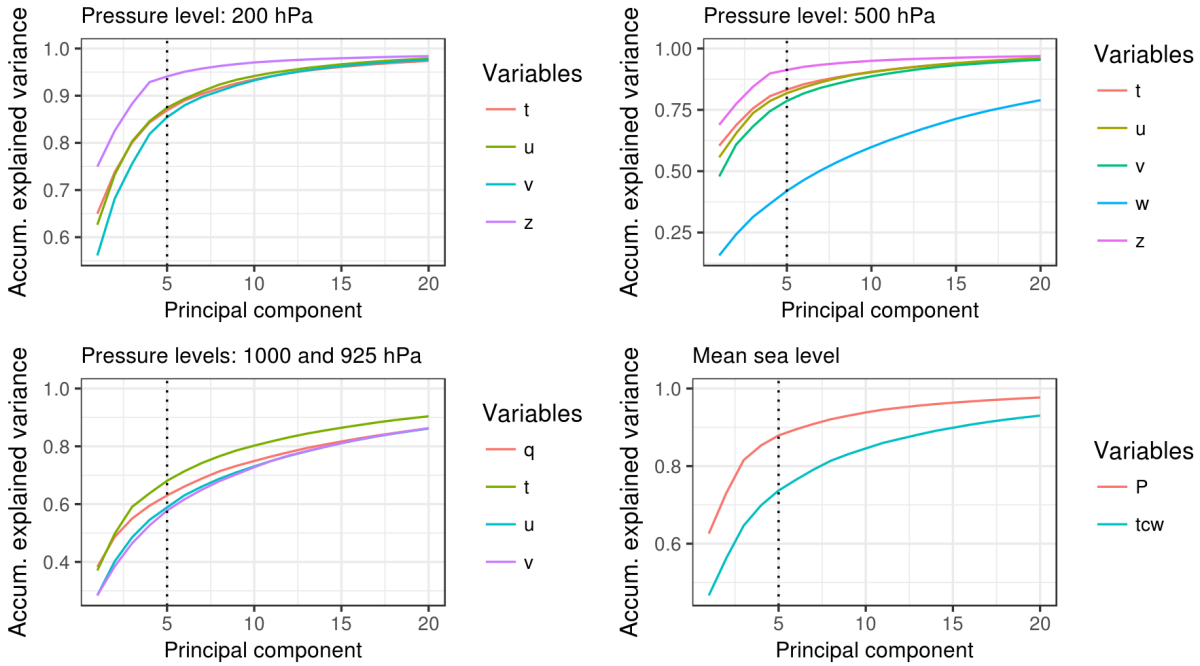 Pressure level: 200 hPa
Accum. explained variance
1.0
0.9
0.8
0.7
0.6
5
10
15
20
Principal component
Variables
t
u
v
z
Pressure level: 500 hPa
Accum. explained variance
1.00
0.75
0.50
0.25
5
10
15
20
Principal component
Variables
t
u
v
w
z
Pressure levels: 1000 and 925 hPa
Accum. explained variance
1.0
0.8
0.6
0.4
5
10
15
20
Principal component
Variables
q
t
u
v
Mean sea level
Accum. explained variance
1.0
0.8
0.6
5
10
15
20
Principal component
Variables
P
tcw